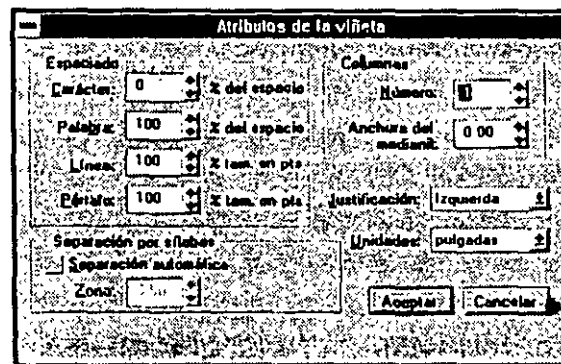 Atributos de la viñeta
Espaciado
Carácter: 0 % del espacio
Palabra: 100 % del espacio
Línea: 100 % tam. en pts
Párrafo: 100 % tam. en pts
Separación por sílabas
Separación automática
Zona:
Columnas
Número: 1
Anchura del
medianil: 0.00
Justificación: Izquierda
Unidades: pulgadas
Aceptar Cancelar